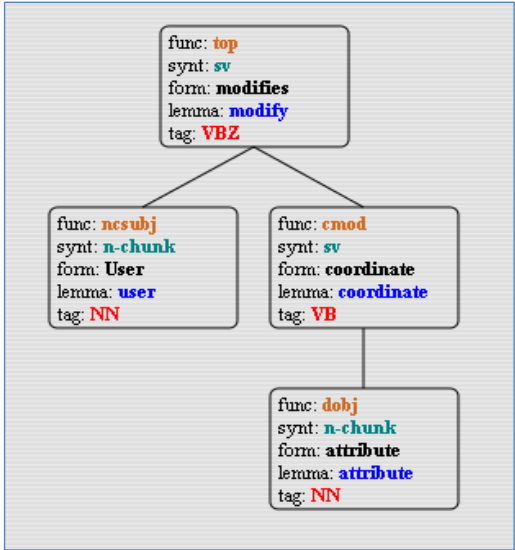 func: top
synt: sv
form: modifies
lemma: modify
tag: VBZ
func: ncsubj
synt: n-chunk
form: User
lemma: user
tag: NN
func: cmod
synt: sv
form: coordinate
lemma: coordinate
tag: VB
func: dobj
synt: n-chunk
form: attribute
lemma: attribute
tag: NN